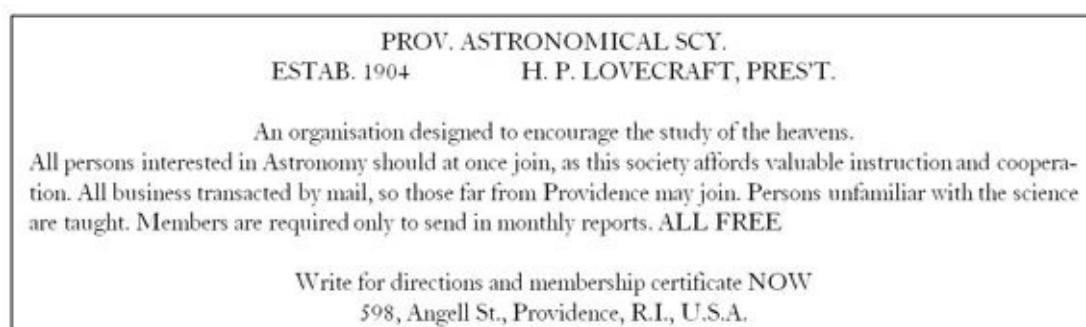 PROV. ASTRONOMICAL SCY.
ESTAB. 1904 H. P. LOVECRAFT, PRES'T.
An organisation designed to encourage the study of the heavens.
All persons interested in Astronomy should at once join, as this society affords valuable instruction and coopera-
tion. All business transacted by mail, so those far from Providence may join. Persons unfamiliar with the science
are taught. Members are required only to send in monthly reports. ALL FREE
Write for directions and membership certificate NOW
598, Angell St., Providence, R.I., U.S.A.